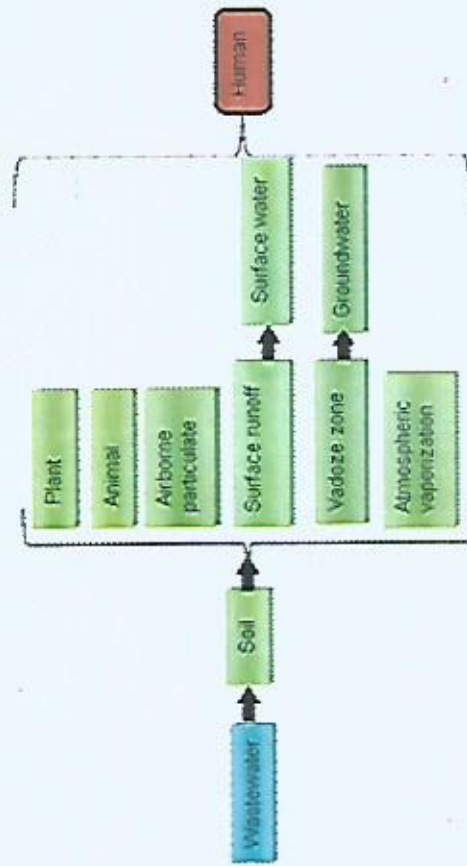 Wastewater
Soil
Plant
Animal
Airborne
particulate
Surface runoff
Surface water
Vadoze zone
Groundwater
Atmospheric
vaporization
Human